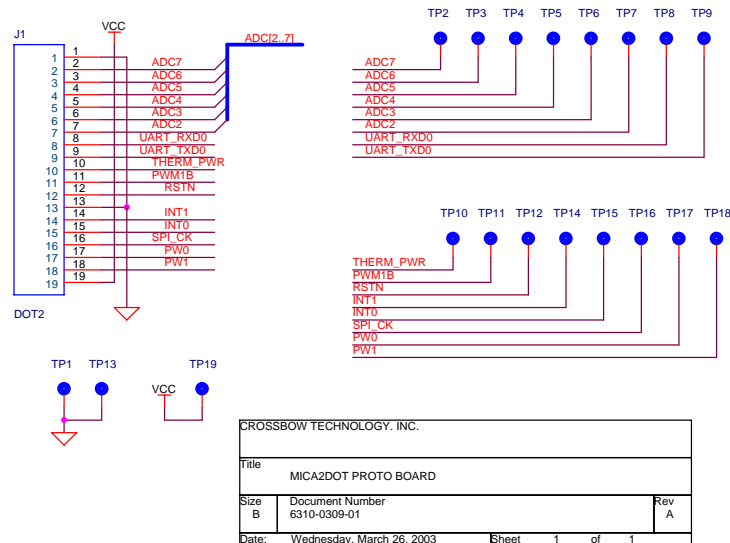 J1
VCC
ADC[2..7]
1 1
2 2 ADC7
3 3 ADC6
4 4 ADC5
5 5 ADC4
6 6 ADC3
7 7 ADC2
8 8 UART_RXD0
9 9 UART_TXD0
10 10 THERM_PWR
11 11 PWM1B
12 12 RSTN
13 13
14 14 INT1
15 15 INT0
16 16 SPI_CK
17 17 PW0
18 18 PW1
19 19
DOT2
TP2 TP3 TP4 TP5 TP6 TP7 TP8 TP9
ADC7
ADC6
ADC5
ADC4
ADC3
ADC2
UART_RXD0
UART_TXD0
TP10 TP11 TP12 TP14 TP15 TP16 TP17 TP18
THERM_PWR
PWM1B
RSTN
INT1
INT0
SPI_CK
PW0
PW1
TP1 TP13 TP19
VCC
CROSSBOW TECHNOLOGY. INC.
Title
MICA2DOT PROTO BOARD
Size Document Number Rev
B 6310-0309-01 A
Date: Wednesday, March 26, 2003 Sheet 1 of 1